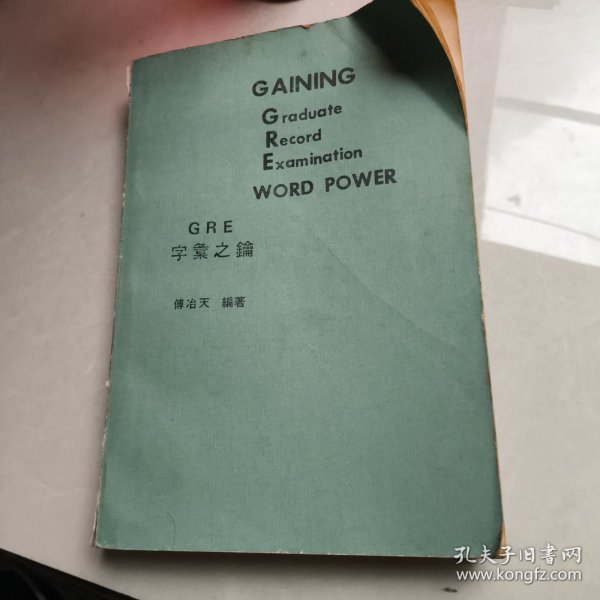 GAINING
Graduate
Record
Examination
WORD POWER
GRE
字彙之鑰
傅冶天 編著
孔夫子旧书网
www.kongfz.com